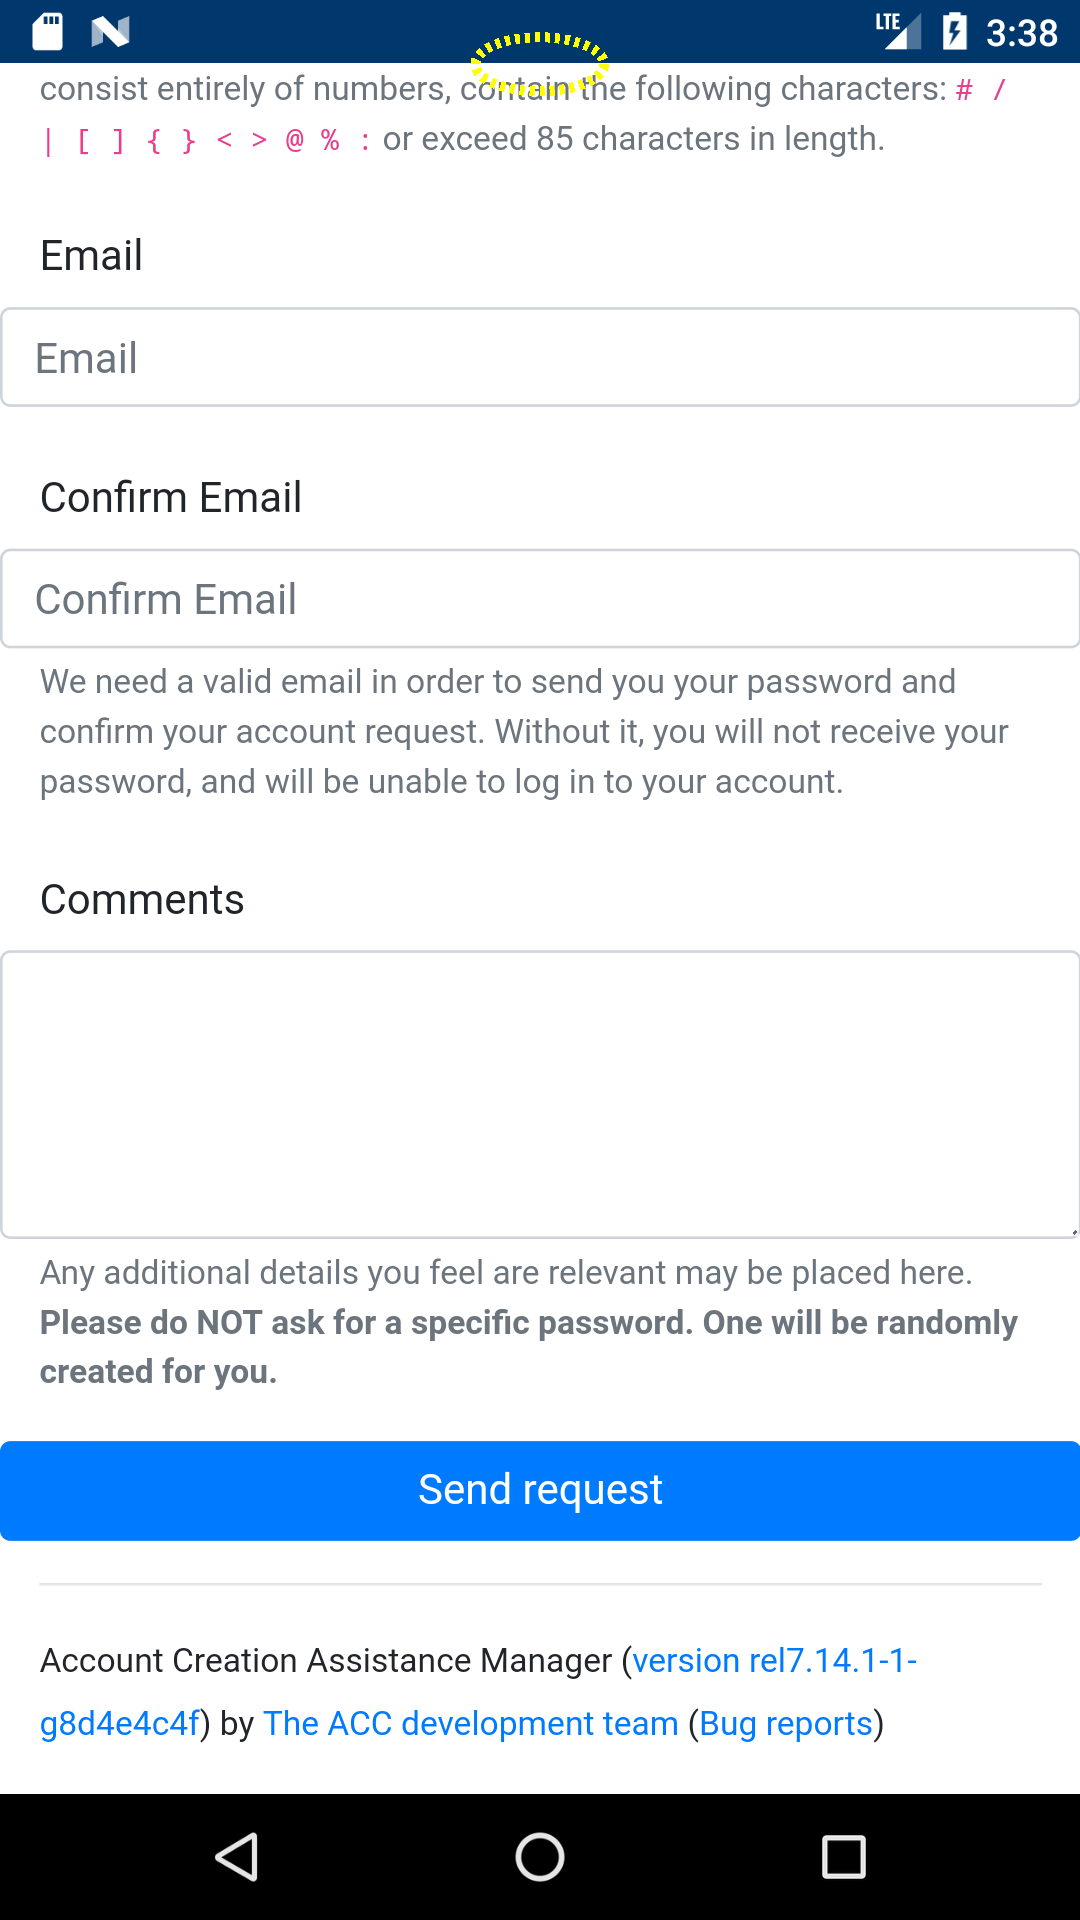 LTE 3:38
consist entirely of numbers, contain the following characters: # /
| [ ] { } < > @ % : or exceed 85 characters in length.
Email
Email
Confirm Email
Confirm Email
We need a valid email in order to send you your password and
confirm your account request. Without it, you will not receive your
password, and will be unable to log in to your account.
Comments
Any additional details you feel are relevant may be placed here.
Please do NOT ask for a specific password. One will be randomly
created for you.
Send request
Account Creation Assistance Manager (version rel7.14.1-1-
g8d4e4c4f) by The ACC development team (Bug reports)